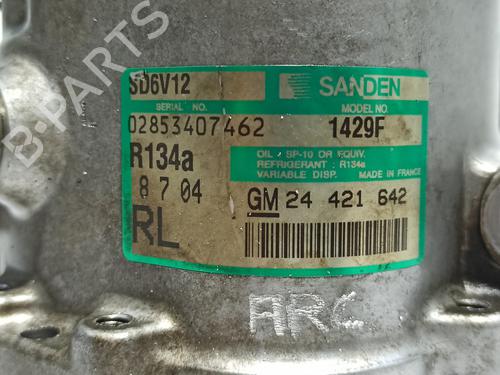 SD6V12
SANDEN
SERIAL NO.
MODEL NO.
02853407462
1429F
R134a
OIL : SP-10 OR EQUIV.
REFRIGERANT : R134a
VARIABLE DISP. MADE IN FRANCE
8 7 04
GM 24 421 642
RL
ARC
B-PARTS